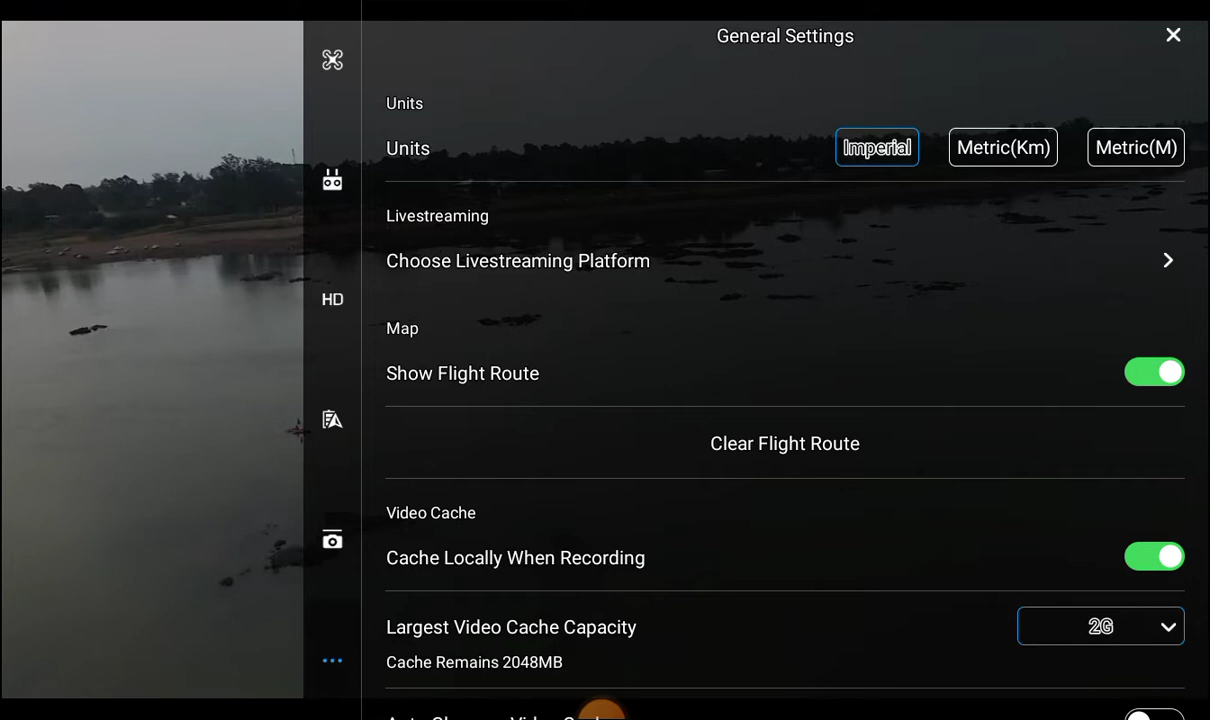 General Settings
Units
Units Imperial Metric(Km) Metric(M)
Livestreaming
Choose Livestreaming Platform
Map
HD
Show Flight Route
Clear Flight Route
Video Cache
Cache Locally When Recording
Largest Video Cache Capacity 2G
Cache Remains 2048MB